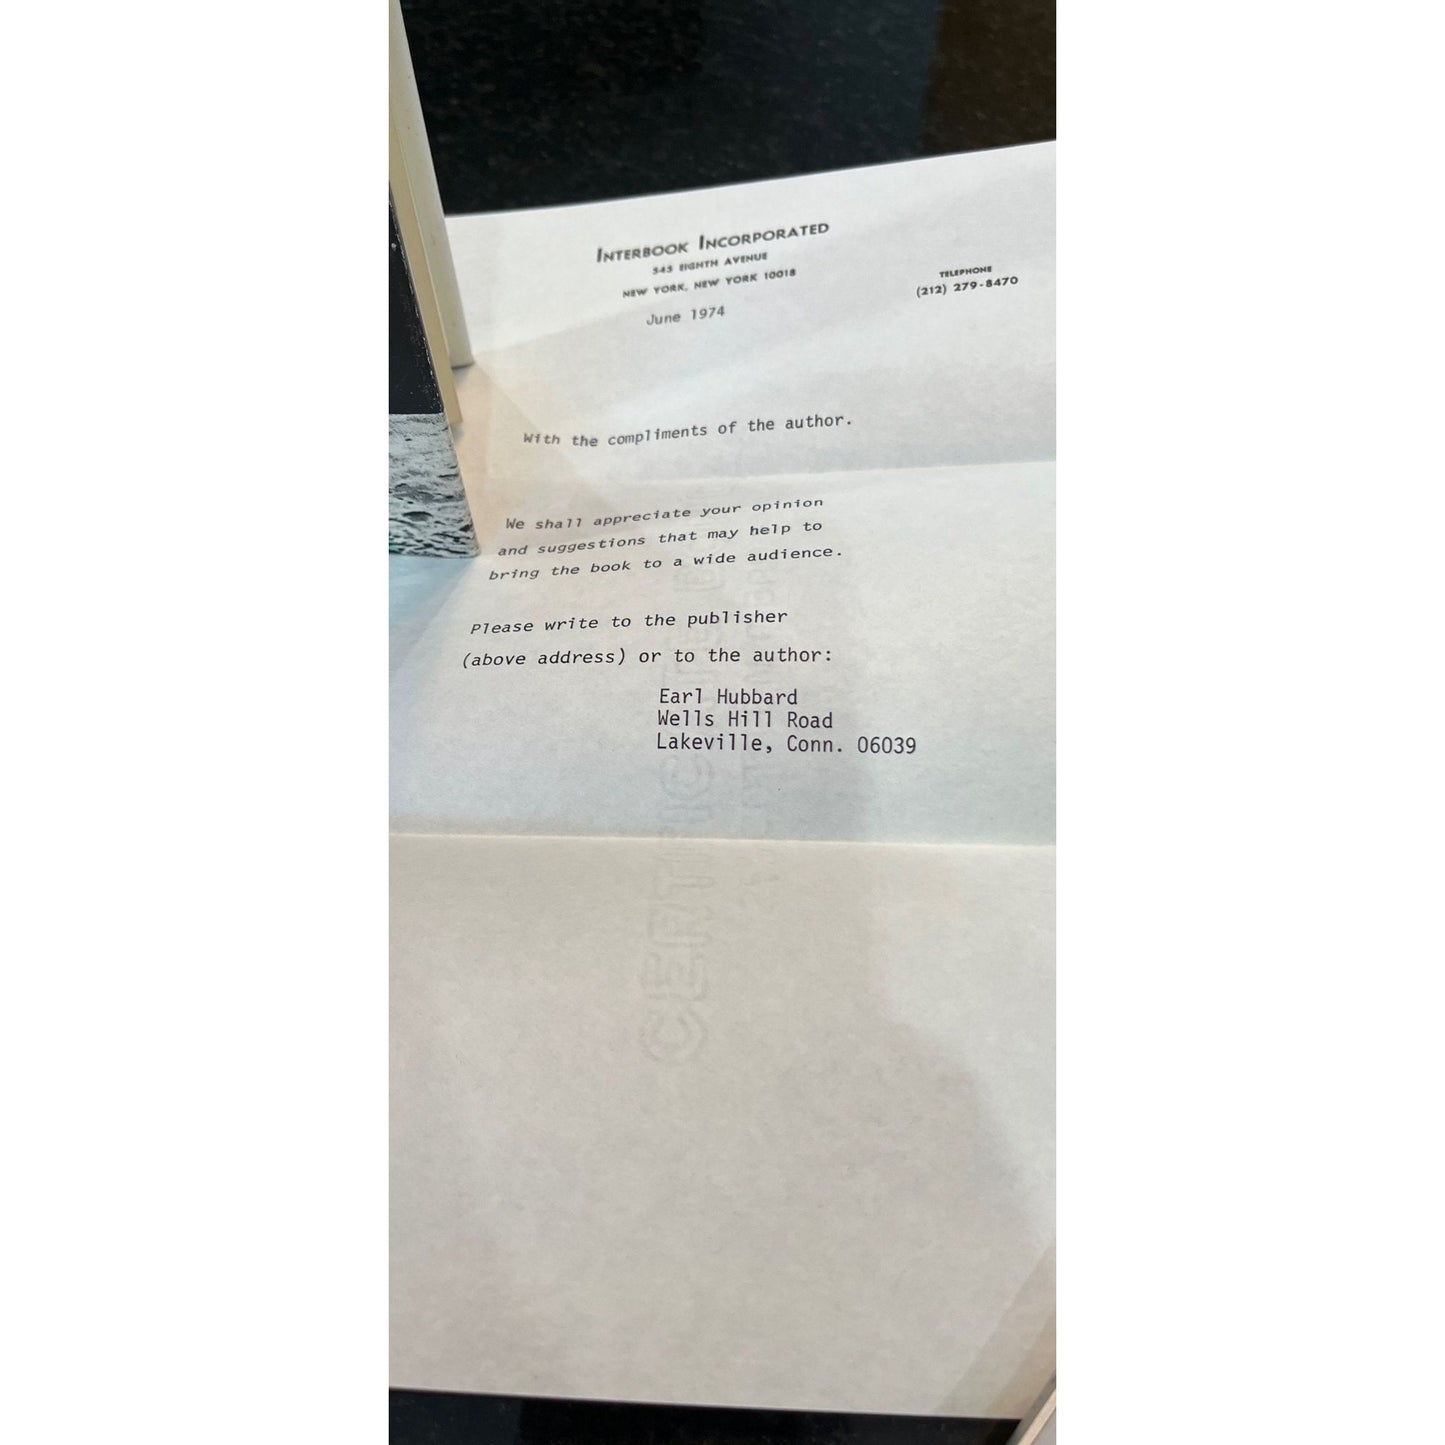 INTERBOOK INCORPORATED
545 EIGHTH AVENUE
NEW YORK, NEW YORK 10018
TELEPHONE
(212) 279-8470
June 1974
With the compliments of the author.
We shall appreciate your opinion
and suggestions that may help to
bring the book to a wide audience.
Please write to the publisher
(above address) or to the author:
Earl Hubbard
Wells Hill Road
Lakeville, Conn. 06039